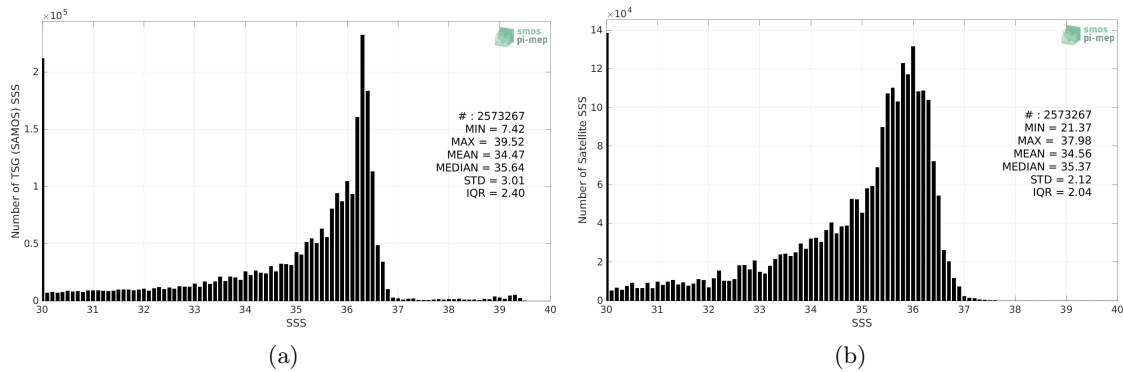 ×10⁵
smos
pi-mep
2
1.5
1
0.5
0
Number of TSG (SAMOS) SSS
# : 2573267
MIN = 7.42
MAX = 39.52
MEAN = 34.47
MEDIAN = 35.64
STD = 3.01
IQR = 2.40
30 31 32 33 34 35 36 37 38 39 40
SSS
(a)
×10⁴
smos
pi-mep
14
12
10
8
6
4
2
0
Number of Satellite SSS
# : 2573267
MIN = 21.37
MAX = 37.98
MEAN = 34.56
MEDIAN = 35.37
STD = 2.12
IQR = 2.04
30 31 32 33 34 35 36 37 38 39 40
SSS
(b)